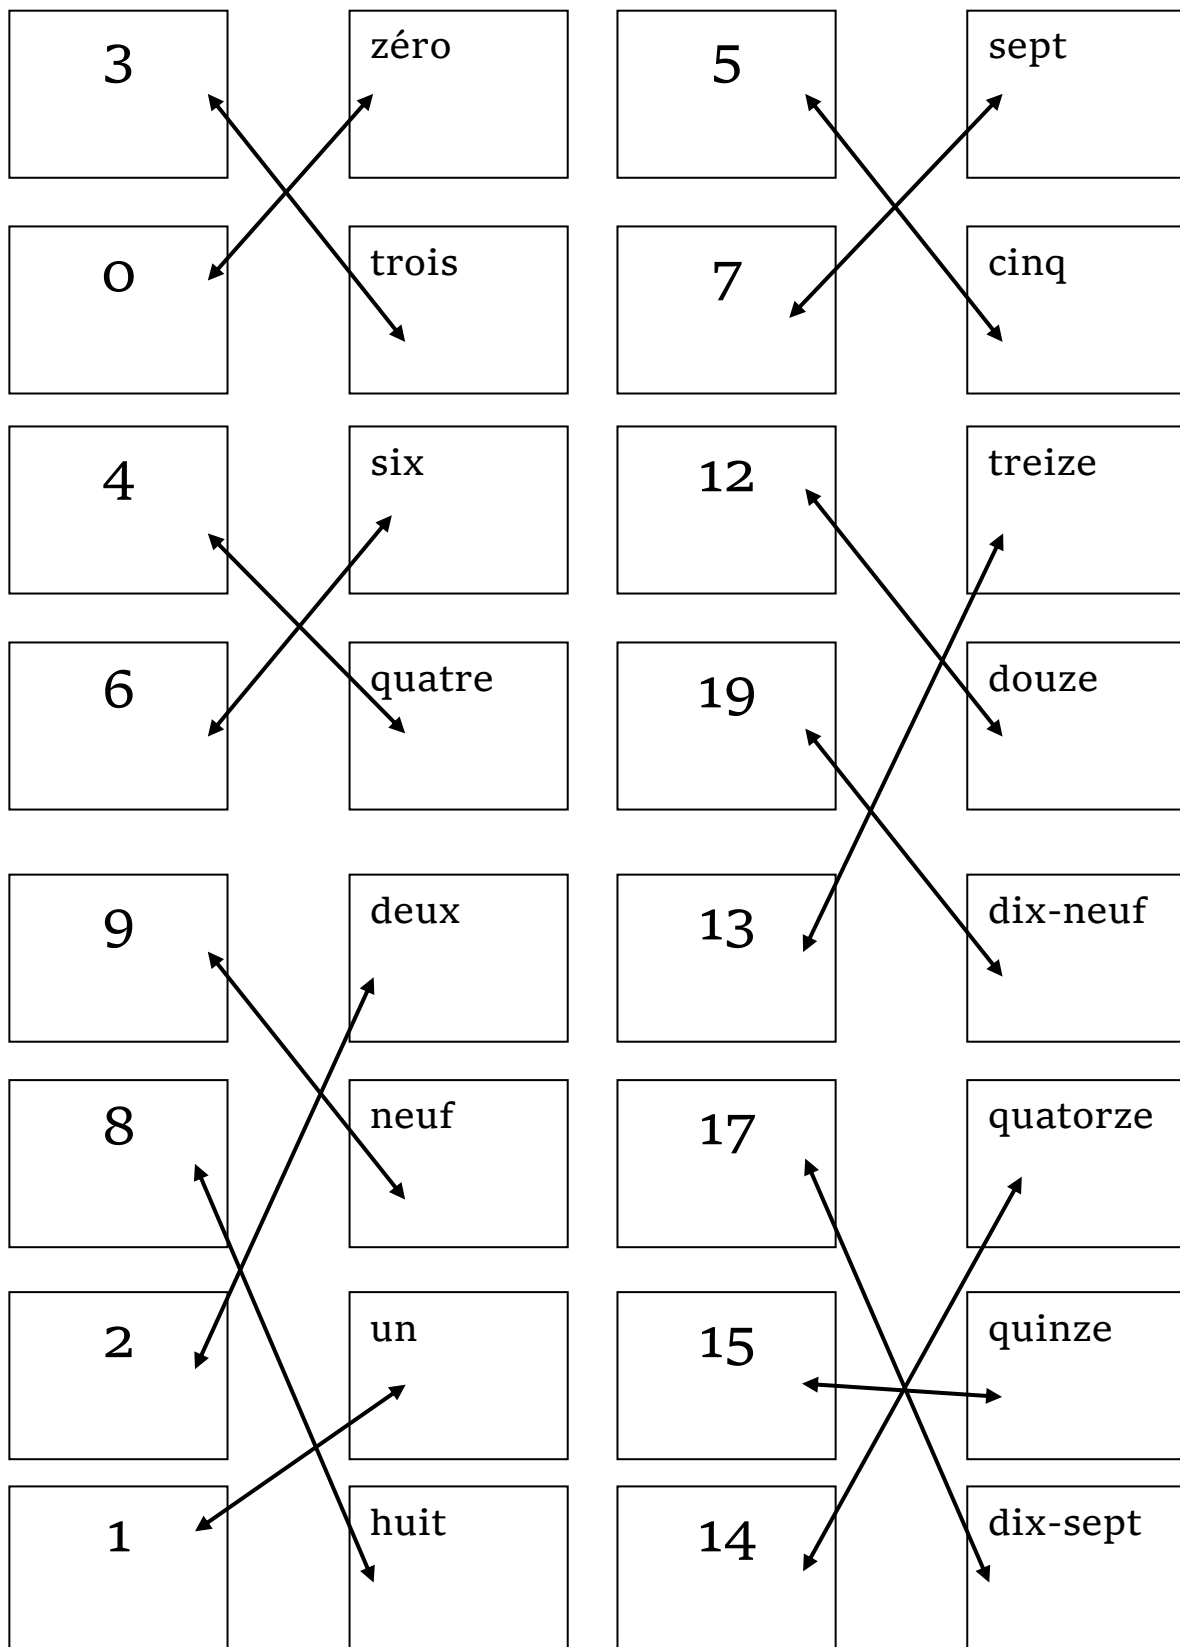 3 zéro 5 sept
0 trois 7 cinq
4 six 12 treize
6 quatre 19 douze
9 deux 13 dix-neuf
8 neuf 17 quatorze
2 un 15 quinze
1 huit 14 dix-sept